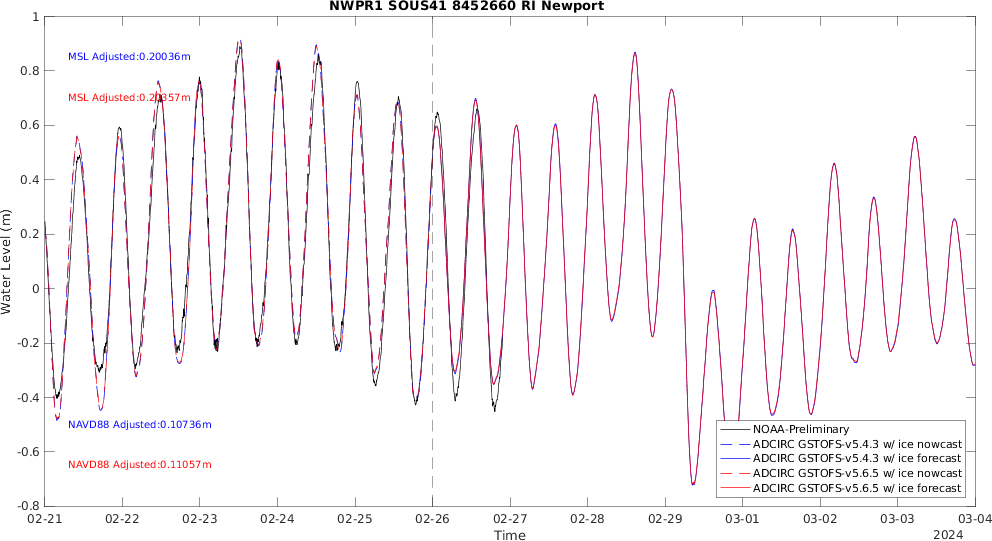 NWPR1 SOUS41 8452660 RI Newport
1
0.8
0.6
0.4
0.2
0
-0.2
-0.4
-0.6
-0.8
Water Level (m)
MSL Adjusted:0.20036m
MSL Adjusted:0.20357m
NAVD88 Adjusted:0.10736m
NAVD88 Adjusted:0.11057m
NOAA-Preliminary
ADCIRC GSTOFS-v5.4.3 w/ ice nowcast
ADCIRC GSTOFS-v5.4.3 w/ ice forecast
ADCIRC GSTOFS-v5.6.5 w/ ice nowcast
ADCIRC GSTOFS-v5.6.5 w/ ice forecast
02-21 02-22 02-23 02-24 02-25 02-26 02-27 02-28 02-29 03-01 03-02 03-03 03-04
Time
2024